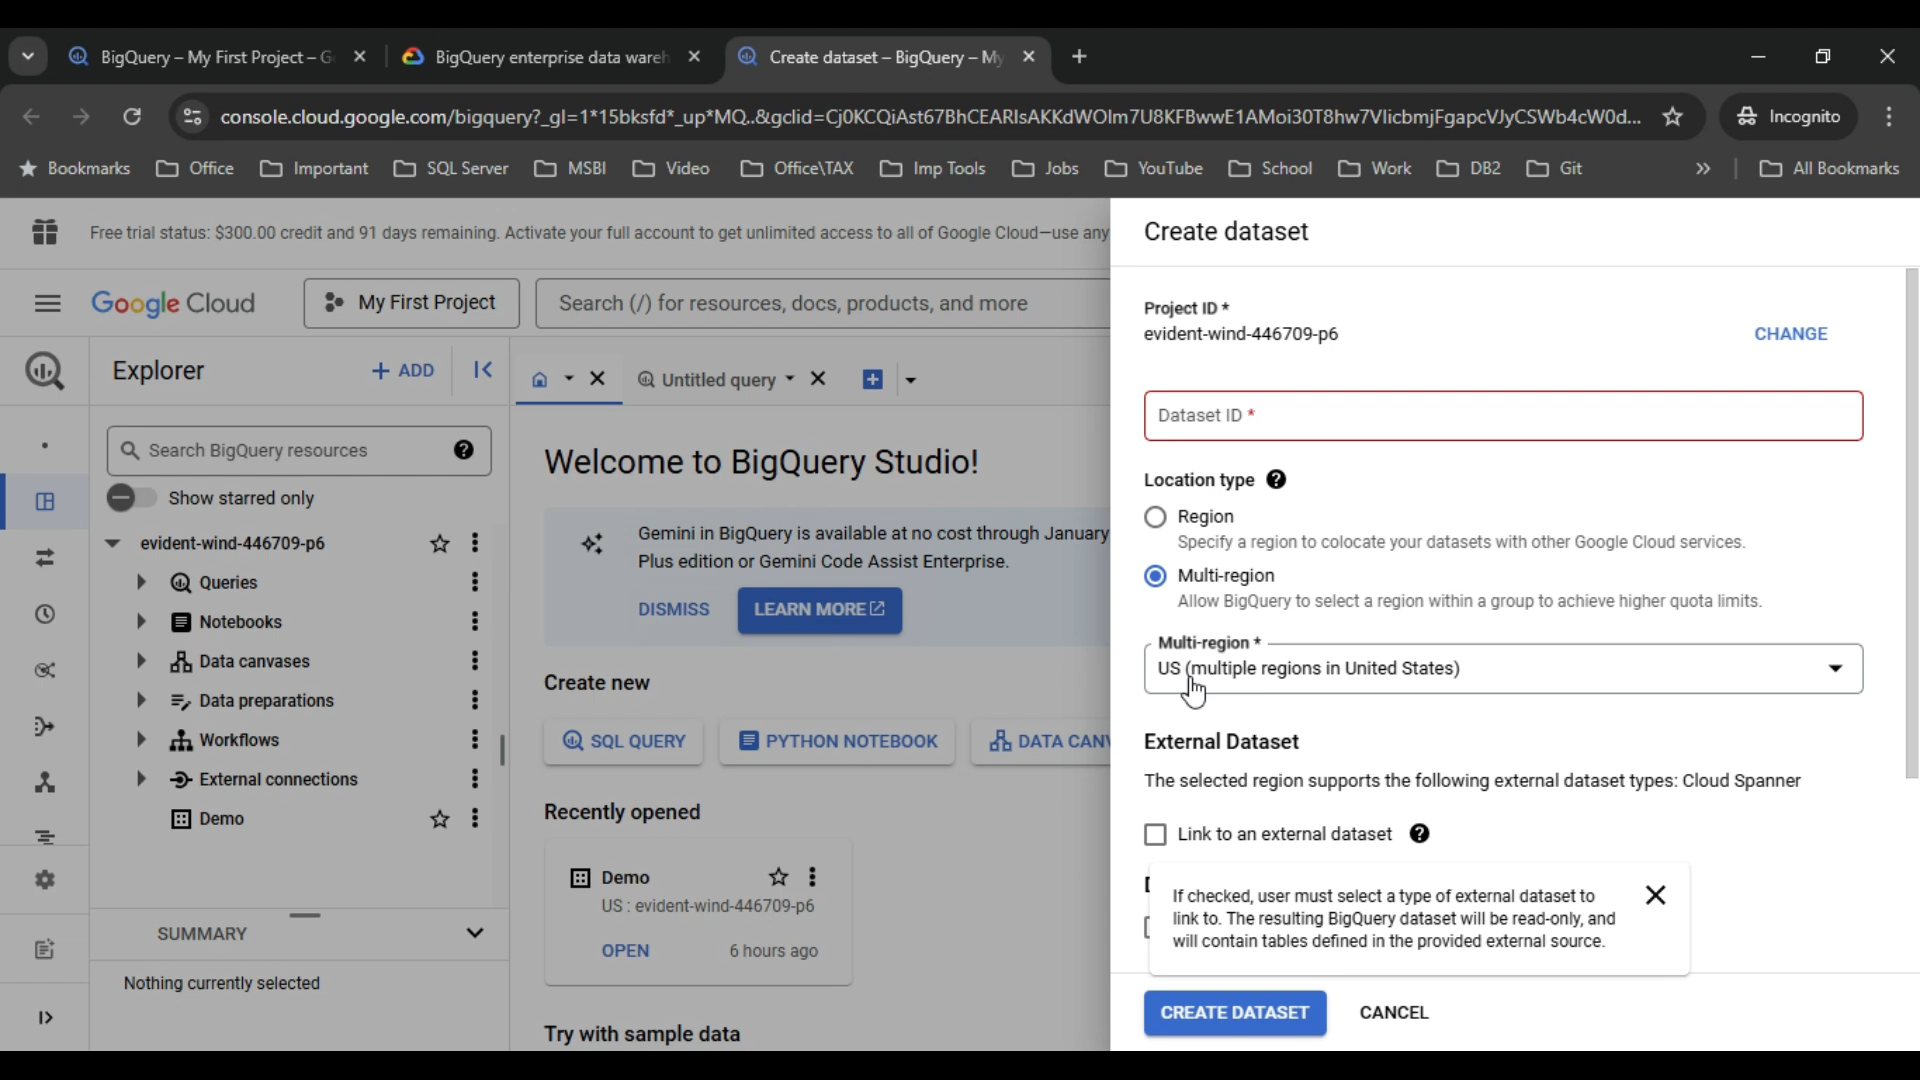 BigQuery – My First Project – G
BigQuery enterprise data wareh
Create dataset – BigQuery – My
console.cloud.google.com/bigquery?_gl=1*15bksfd*_up*MQ..&gclid=Cj0KCQiAst67BhCEARIsAKKdWOlm7U8KFBwwE1AMoi30T8hw7VlicbmjFgapcVJyCSWb4cW0d...
Incognito
Bookmarks
Office
Important
SQL Server
MSBI
Video
Office\TAX
Imp Tools
Jobs
YouTube
School
Work
DB2
Git
»
All Bookmarks
Free trial status: $300.00 credit and 91 days remaining. Activate your full account to get unlimited access to all of Google Cloud—use any
Google Cloud
My First Project
Search (/) for resources, docs, products, and more
Explorer
+ ADD
Untitled query
Search BigQuery resources
Show starred only
evident-wind-446709-p6
Queries
Notebooks
Data canvases
Data preparations
Workflows
External connections
Demo
SUMMARY
Nothing currently selected
Welcome to BigQuery Studio!
Gemini in BigQuery is available at no cost through January
Plus edition or Gemini Code Assist Enterprise.
DISMISS
LEARN MORE
Create new
SQL QUERY
PYTHON NOTEBOOK
DATA CANV
Recently opened
Demo
US : evident-wind-446709-p6
OPEN
6 hours ago
Try with sample data
Create dataset
Project ID *
evident-wind-446709-p6
CHANGE
Dataset ID *
Location type
Region
Specify a region to colocate your datasets with other Google Cloud services.
Multi-region
Allow BigQuery to select a region within a group to achieve higher quota limits.
Multi-region *
US (multiple regions in United States)
External Dataset
The selected region supports the following external dataset types: Cloud Spanner
Link to an external dataset
If checked, user must select a type of external dataset to
link to. The resulting BigQuery dataset will be read-only, and
will contain tables defined in the provided external source.
CREATE DATASET
CANCEL